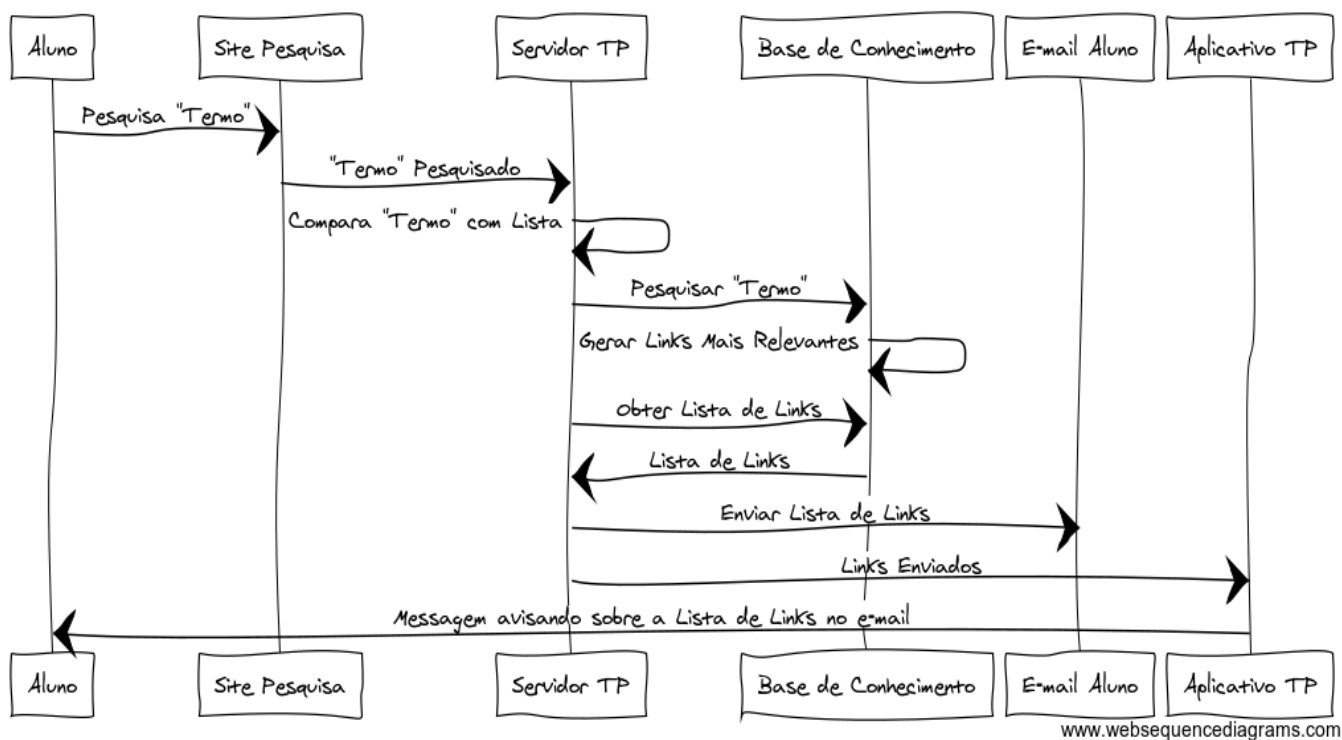 Aluno
Site Pesquisa
Servidor TP
Base de Conhecimento
E-mail Aluno
Aplicativo TP
Pesquisa "Termo"
"Termo" Pesquisado
Compara "Termo" com Lista
Pesquisar "Termo"
Gerar Links Mais Relevantes
Obter Lista de Links
Lista de Links
Enviar Lista de Links
Links Enviados
Messagem avisando sobre a Lista de Links no e-mail
Aluno
Site Pesquisa
Servidor TP
Base de Conhecimento
E-mail Aluno
Aplicativo TP
www.websequencediagrams.com